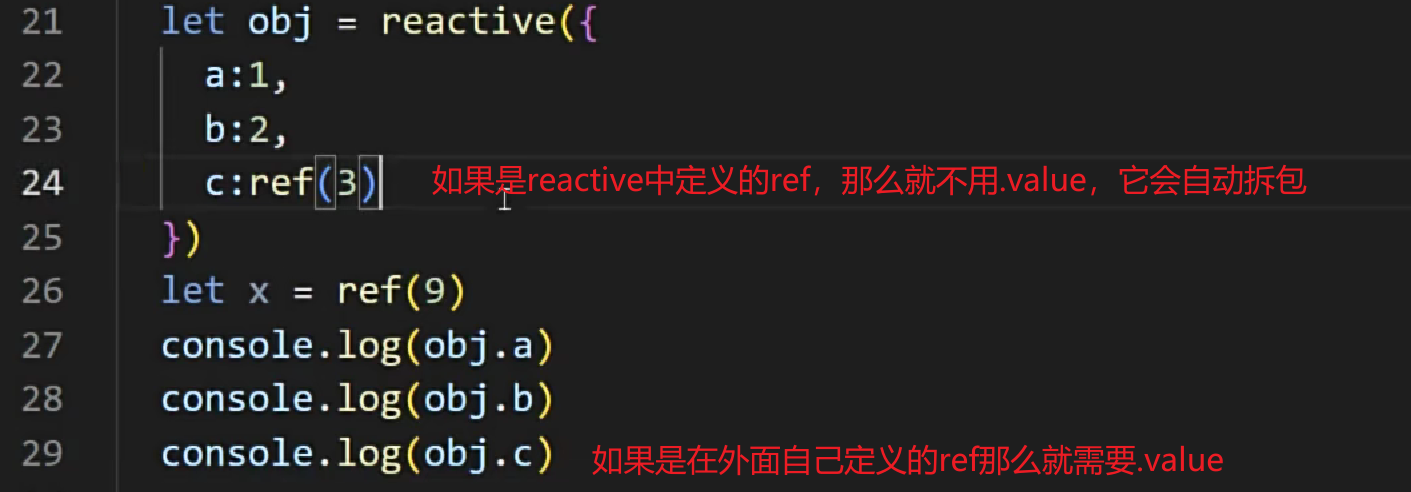 21 let obj = reactive({
22 a:1,
23 b:2,
24 c:ref(3) 如果是reactive中定义的ref，那么就不用.value，它会自动拆包
25 })
26 let x = ref(9)
27 console.log(obj.a)
28 console.log(obj.b)
29 console.log(obj.c) 如果是在外面自己定义的ref那么就需要.value